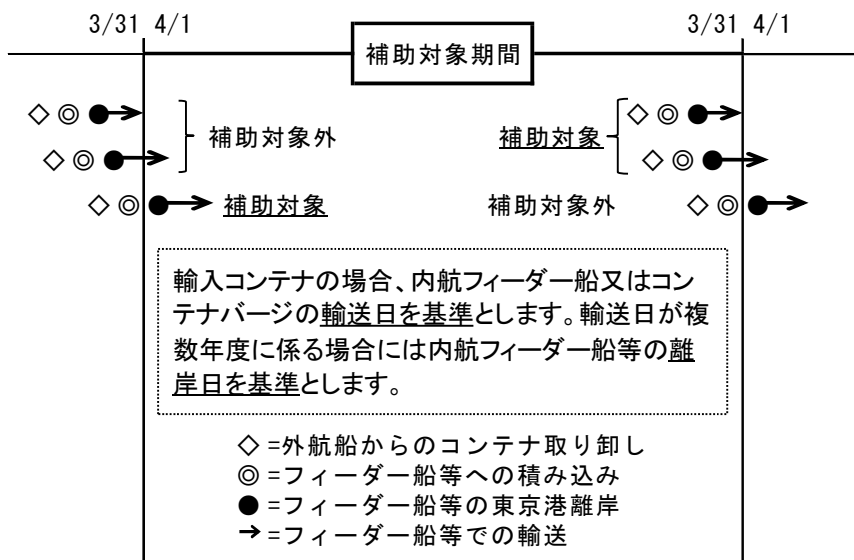 3/31 4/1 3/31 4/1
補助対象期間
◇ ◎ ●→ ◇ ◎ ●→
補助対象外 補助対象
◇ ◎ ●→ ◇ ◎ ●→
◇ ◎ ●→ 補助対象 補助対象外 ◇ ◎ ●→
輸入コンテナの場合、内航フィーダー船又はコン
テナバージの輸送日を基準とします。輸送日が複
数年度に係る場合には内航フィーダー船等の離
岸日を基準とします。
◇=外航船からのコンテナ取り卸し
◎=フィーダー船等への積み込み
●=フィーダー船等の東京港離岸
→=フィーダー船等での輸送